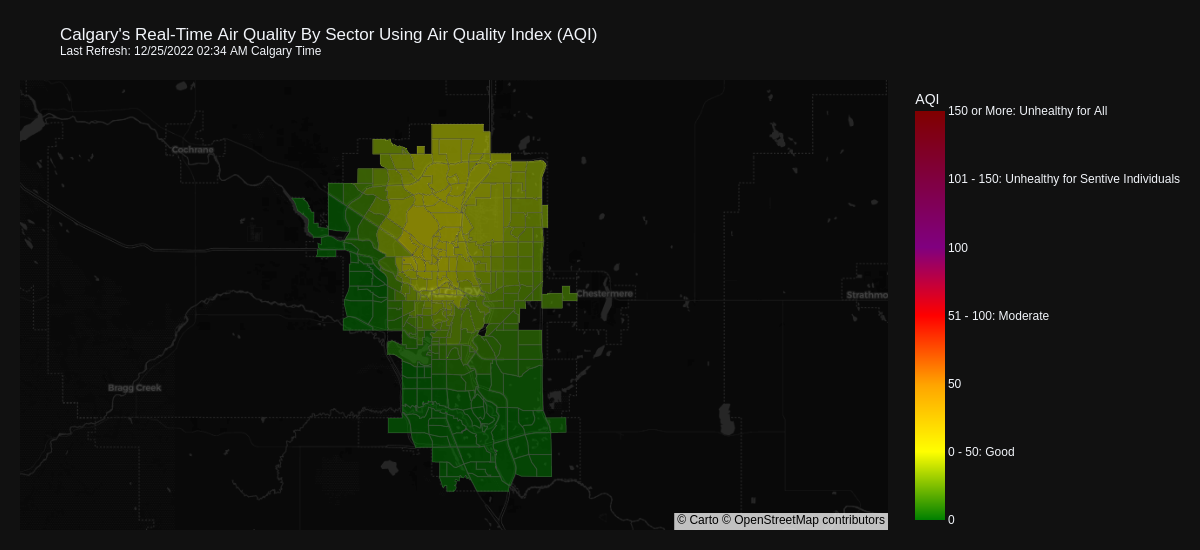 Calgary's Real-Time Air Quality By Sector Using Air Quality Index (AQI)
Last Refresh: 12/25/2022 02:34 AM Calgary Time
AQI
150 or More: Unhealthy for All
Cochrane
101 - 150: Unhealthy for Sentive Individuals
100
Chestermere
Strathmo
51 - 100: Moderate
Bragg Creek
50
0 - 50: Good
© Carto © OpenStreetMap contributors
0